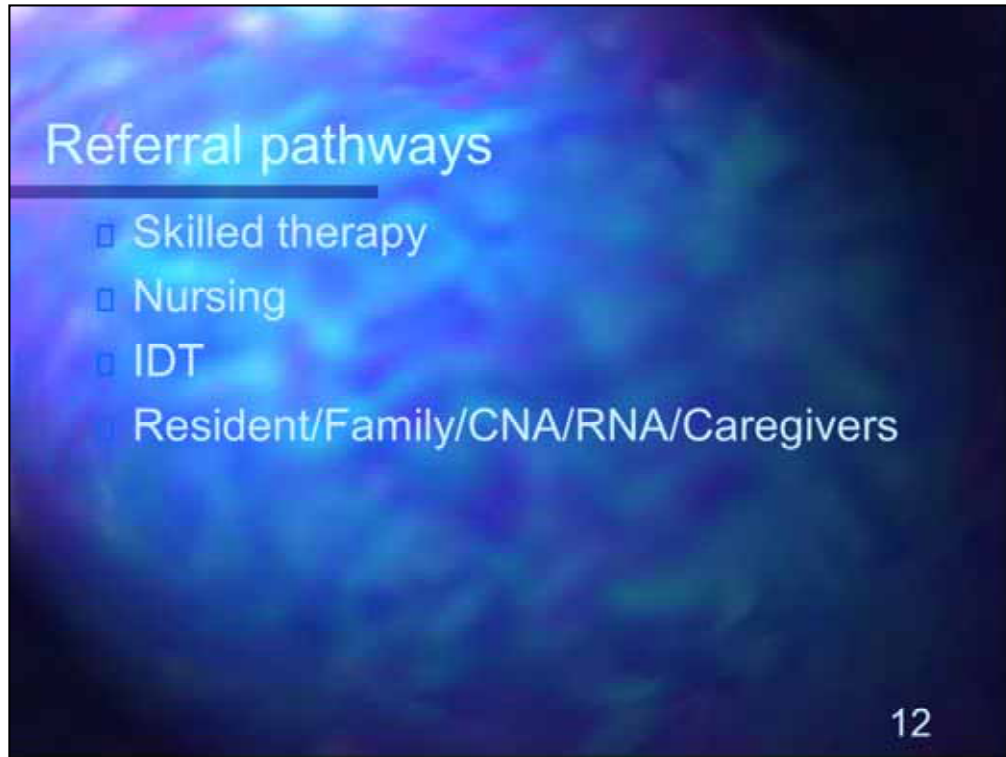 Referral pathways
Skilled therapy
Nursing
IDT
Resident/Family/CNA/RNA/Caregivers
12